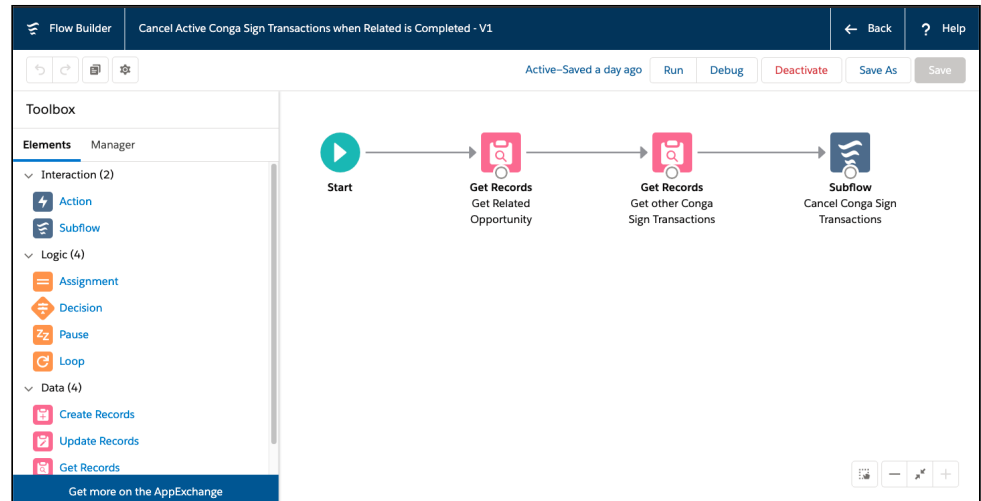 Flow Builder
Cancel Active Conga Sign Transactions when Related is Completed - V1
Back
? Help
Active–Saved a day ago
Run
Debug
Deactivate
Save As
Save
Toolbox
Elements
Manager
Interaction (2)
Action
Subflow
Logic (4)
Assignment
Decision
Pause
Loop
Data (4)
Create Records
Update Records
Get Records
Get more on the AppExchange
Start
Get Records
Get Related
Opportunity
Get Records
Get other Conga
Sign Transactions
Subflow
Cancel Conga Sign
Transactions